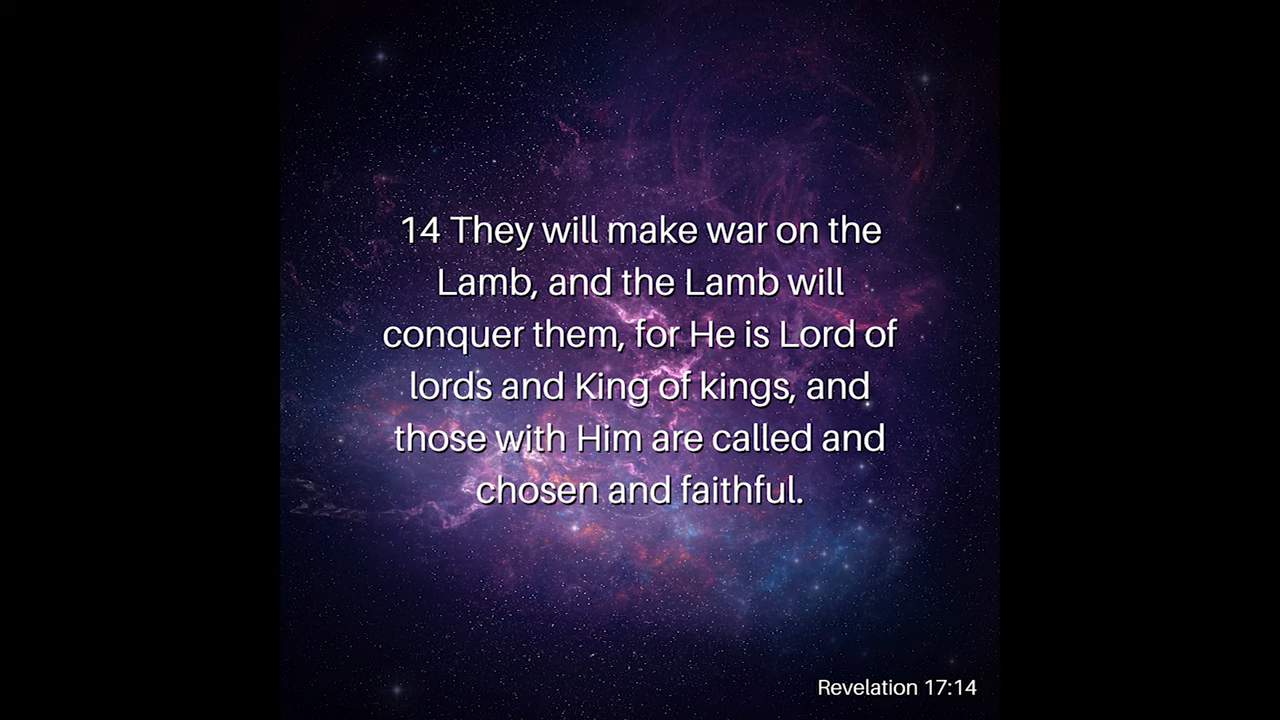 14 They will make war on the
Lamb, and the Lamb will
conquer them, for He is Lord of
lords and King of kings, and
those with Him are called and
chosen and faithful.
Revelation 17:14